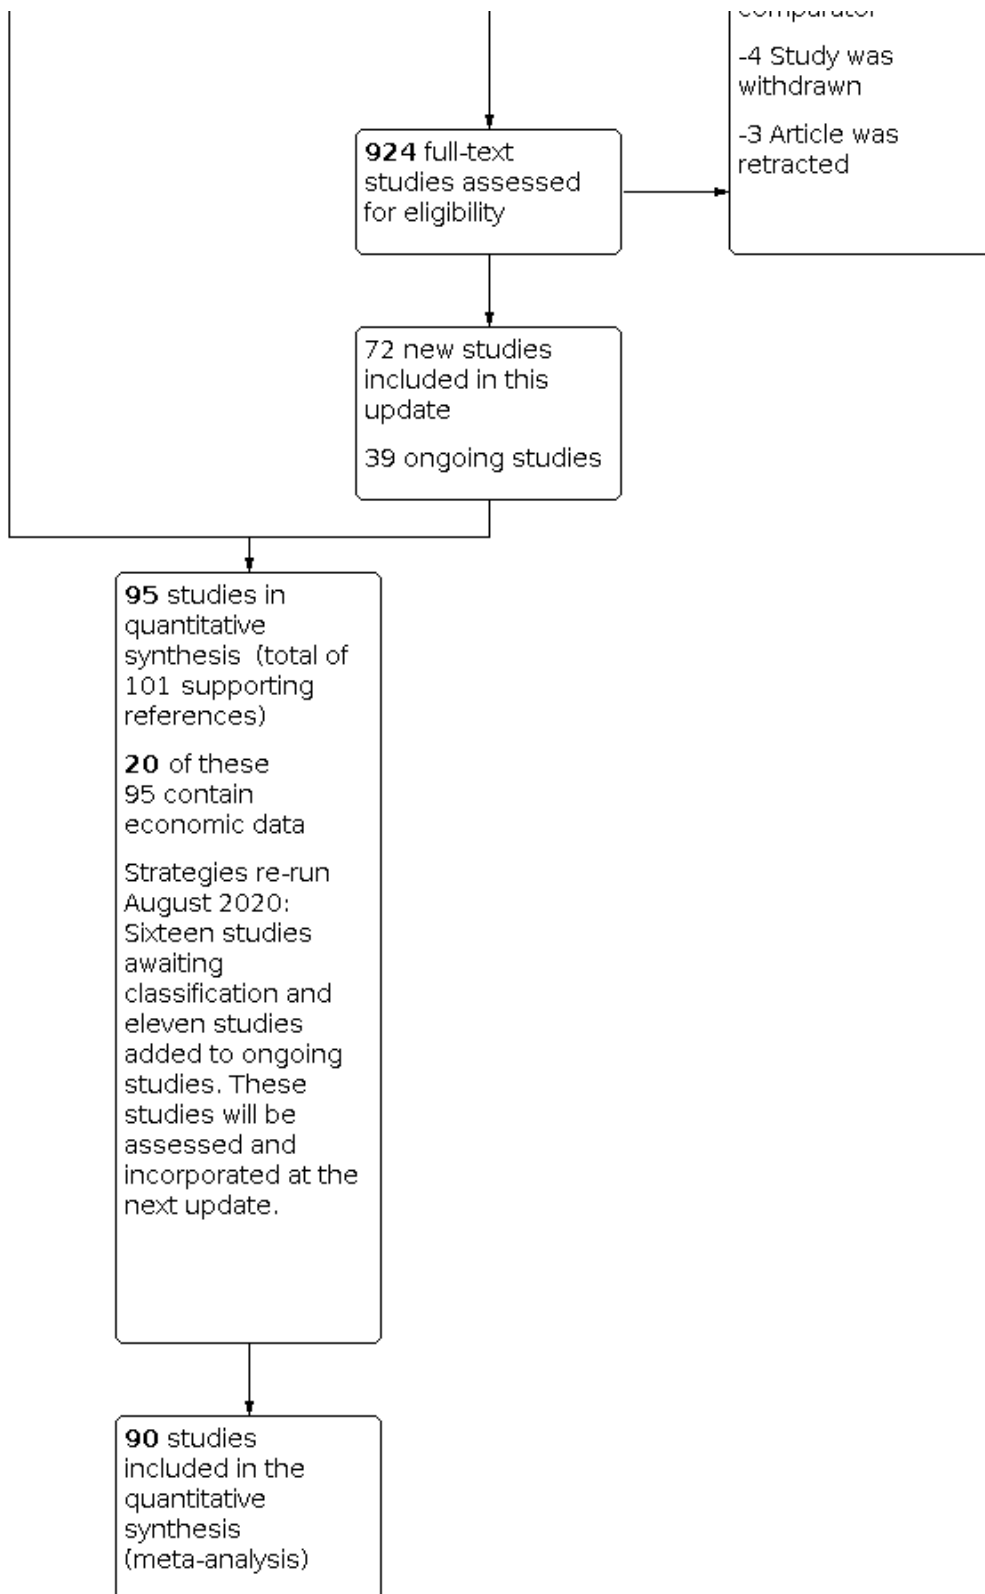 -4 Study was
withdrawn
-3 Article was
retracted
924 full-text
studies assessed
for eligibility
72 new studies
included in this
update
39 ongoing studies
95 studies in
quantitative
synthesis (total of
101 supporting
references)
20 of these
95 contain
economic data
Strategies re-run
August 2020:
Sixteen studies
awaiting
classification and
eleven studies
added to ongoing
studies. These
studies will be
assessed and
incorporated at the
next update.
90 studies
included in the
quantitative
synthesis
(meta-analysis)